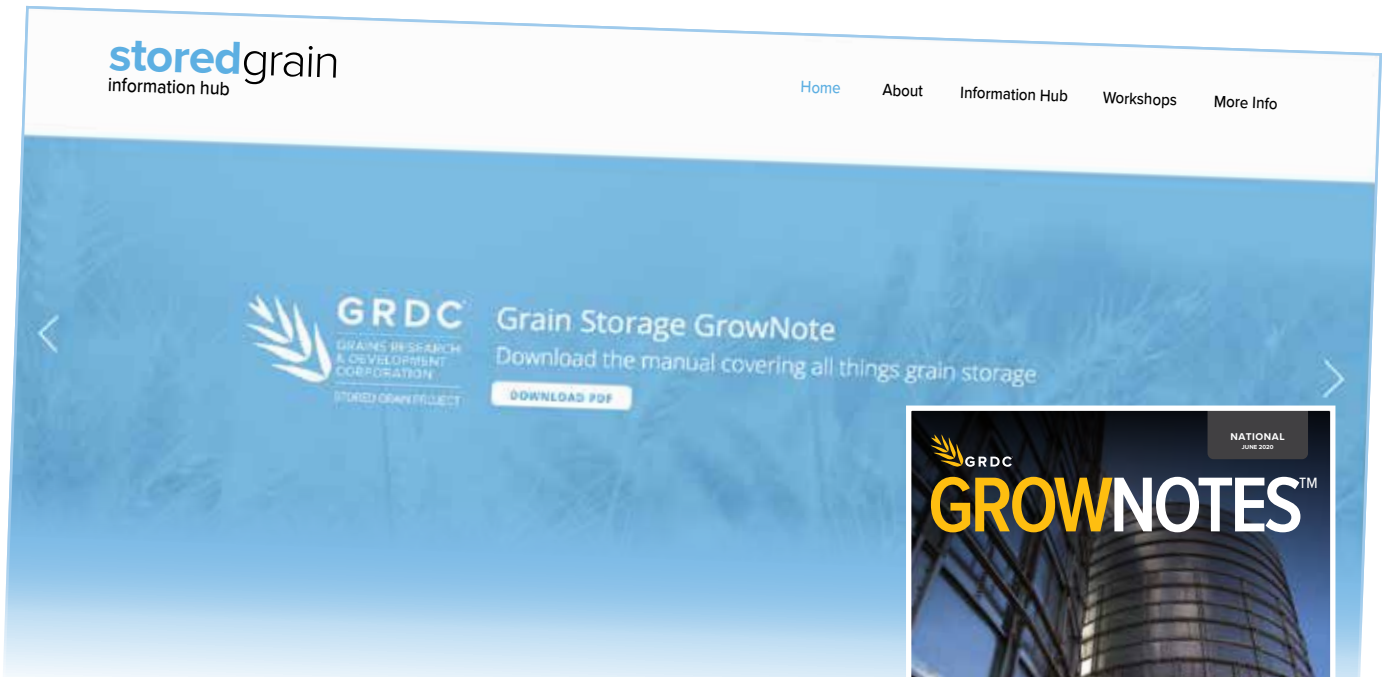 storedgrain
information hub
Home About Information Hub Workshops More Info
GRDC
GRAINS RESEARCH
& DEVELOPMENT
CORPORATION
STORED GRAIN PROJECT
Grain Storage GrowNote
Download the manual covering all things grain storage
DOWNLOAD PDF
NATIONAL
JUNE 2020
GRDC
GROWNOTES™